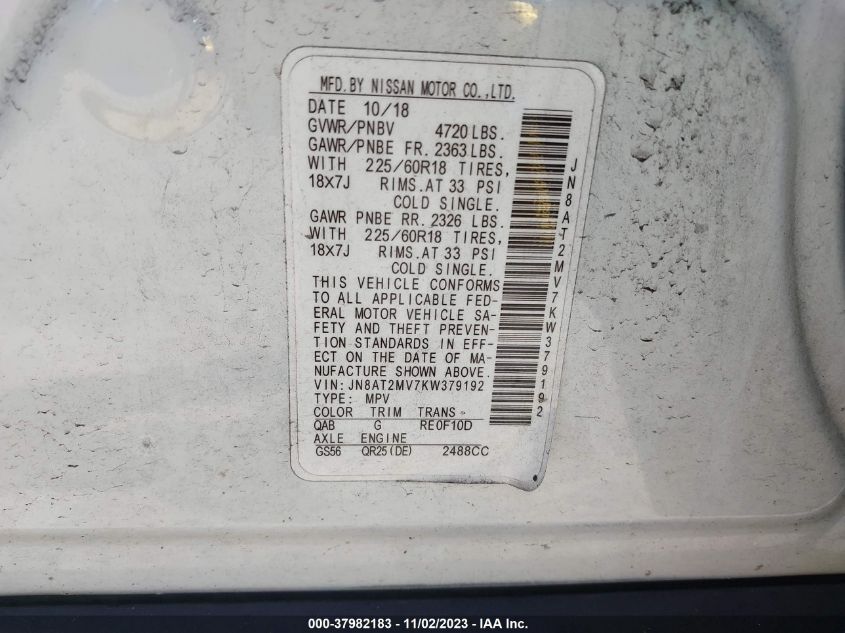 MFD.BY NISSAN MOTOR CO.,LTD.
DATE 10/18
GVWR/PNBV 4720 LBS.
GAWR/PNBE FR. 2363 LBS.
WITH 225/60R18 TIRES,
18X7J RIMS.AT 33 PSI
COLD SINGLE.
GAWR PNBE RR. 2326 LBS.
WITH 225/60R18 TIRES,
18X7J RIMS.AT 33 PSI
COLD SINGLE.
THIS VEHICLE CONFORMS
TO ALL APPLICABLE FED-
ERAL MOTOR VEHICLE SA-
FETY AND THEFT PREVEN-
TION STANDARDS IN EFF-
ECT ON THE DATE OF MA-
NUFACTURE SHOWN ABOVE.
VIN:JN8AT2MV7KW379192
TYPE: MPV
COLOR TRIM TRANS
QAB G RE0F10D
AXLE ENGINE
GS56 QR25(DE) 2488CC
JN8AT2MV7KW379192
000-37982183 - 11/02/2023 - IAA Inc.